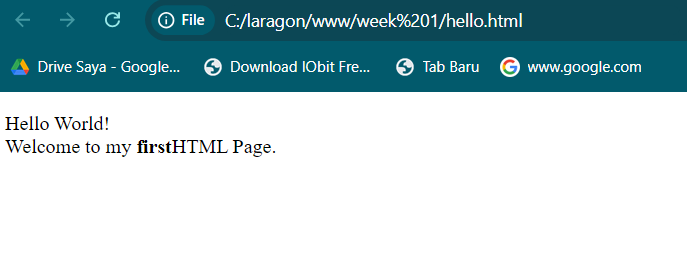 File C:/laragon/www/week%201/hello.html
Drive Saya - Google... Download IObit Fre... Tab Baru www.google.com
Hello World!
Welcome to my firstHTML Page.